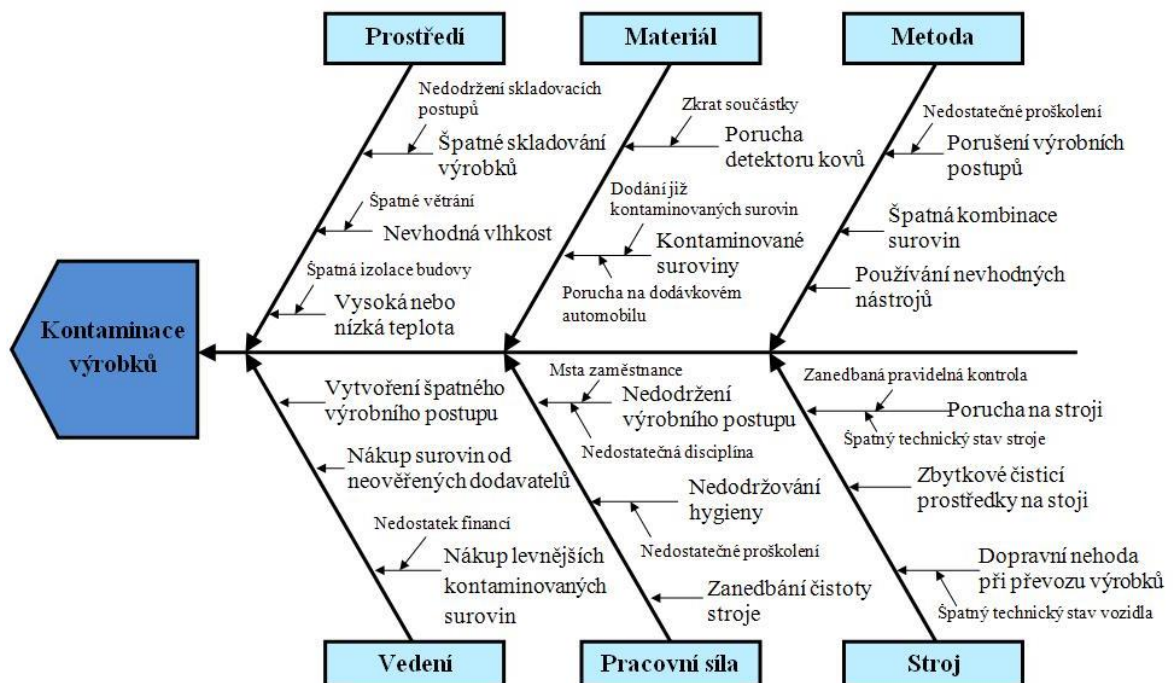 Prostředí
Materiál
Metoda
Nedodržení skladovacích
postupů
Špatné skladování
výrobků
Špatné větrání
Nevhodná vlhkost
Špatná izolace budovy
Vysoká nebo
nízká teplota
Zkrat součástky
Porucha
detektoru kovů
Dodání již
kontaminovaných surovin
Kontaminované
suroviny
Porucha na dodávkovém
automobilu
Nedostatečné proškolení
Porušení výrobních
postupů
Špatná kombinace
surovin
Používání nevhodných
nástrojů
Kontaminace
výrobků
Vytvoření špatného
výrobního postupu
Nákup surovin od
neověřených dodavatelů
Nedostatek financí
Nákup levnějších
kontaminovaných
surovin
Msta zaměstnance
Nedodržení
výrobního postupu
Nedostatečná disciplína
Nedodržování
hygieny
Nedostatečné proškolení
Zanedbání čistoty
stroje
Zanedbaná pravidelná kontrola
Porucha na stroji
Špatný technický stav stroje
Zbytkové čisticí
prostředky na stoji
Dopravní nehoda
při převozu výrobků
Špatný technický stav vozidla
Vedení
Pracovní síla
Stroj